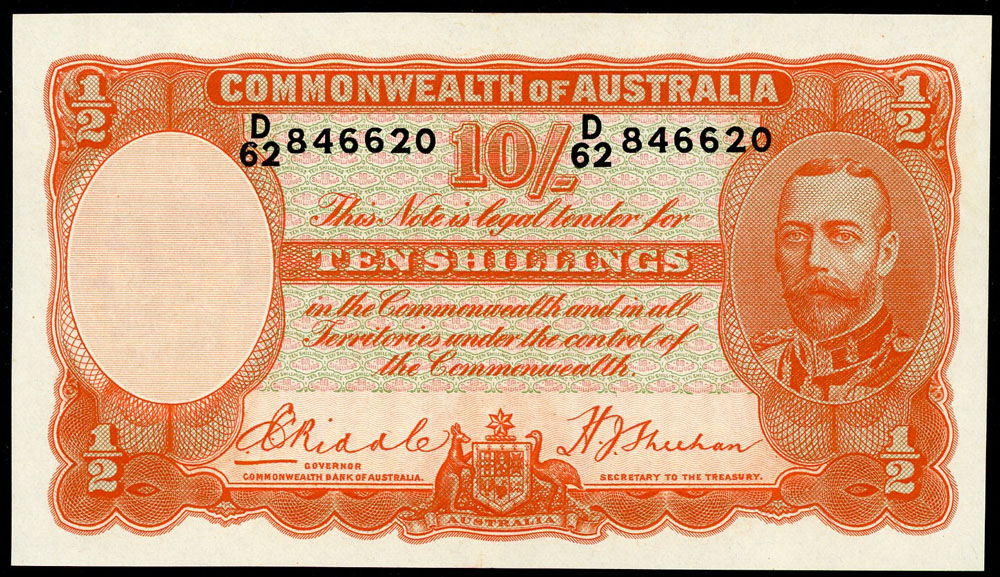 COMMONWEALTH OF AUSTRALIA
1/2
1/2
D/62 846620
10/-
D/62 846620
This Note is legal tender for
TEN SHILLINGS
in the Commonwealth and in all
Territories under the control of
the Commonwealth.
E C Riddle
H. J. Sheehan
GOVERNOR
COMMONWEALTH BANK OF AUSTRALIA.
SECRETARY TO THE TREASURY.
1/2
1/2
AUSTRALIA